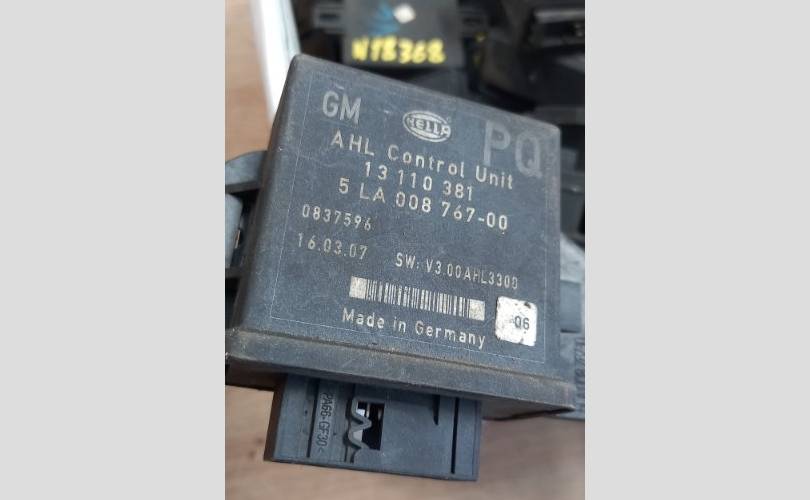 N18368
GM HELLA PQ
AHL Control Unit
13 110 381
5 LA 008 767-00
0837596
16.03.07 SW: V3.00AHL3300
06
Made in Germany
PA66-GF30<